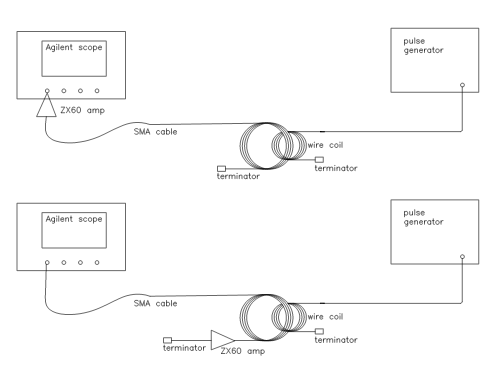 Agilent scope
pulse
generator
ZX60 amp
SMA cable
wire coil
terminator
terminator
Agilent scope
pulse
generator
SMA cable
wire coil
terminator
terminator
ZX60 amp